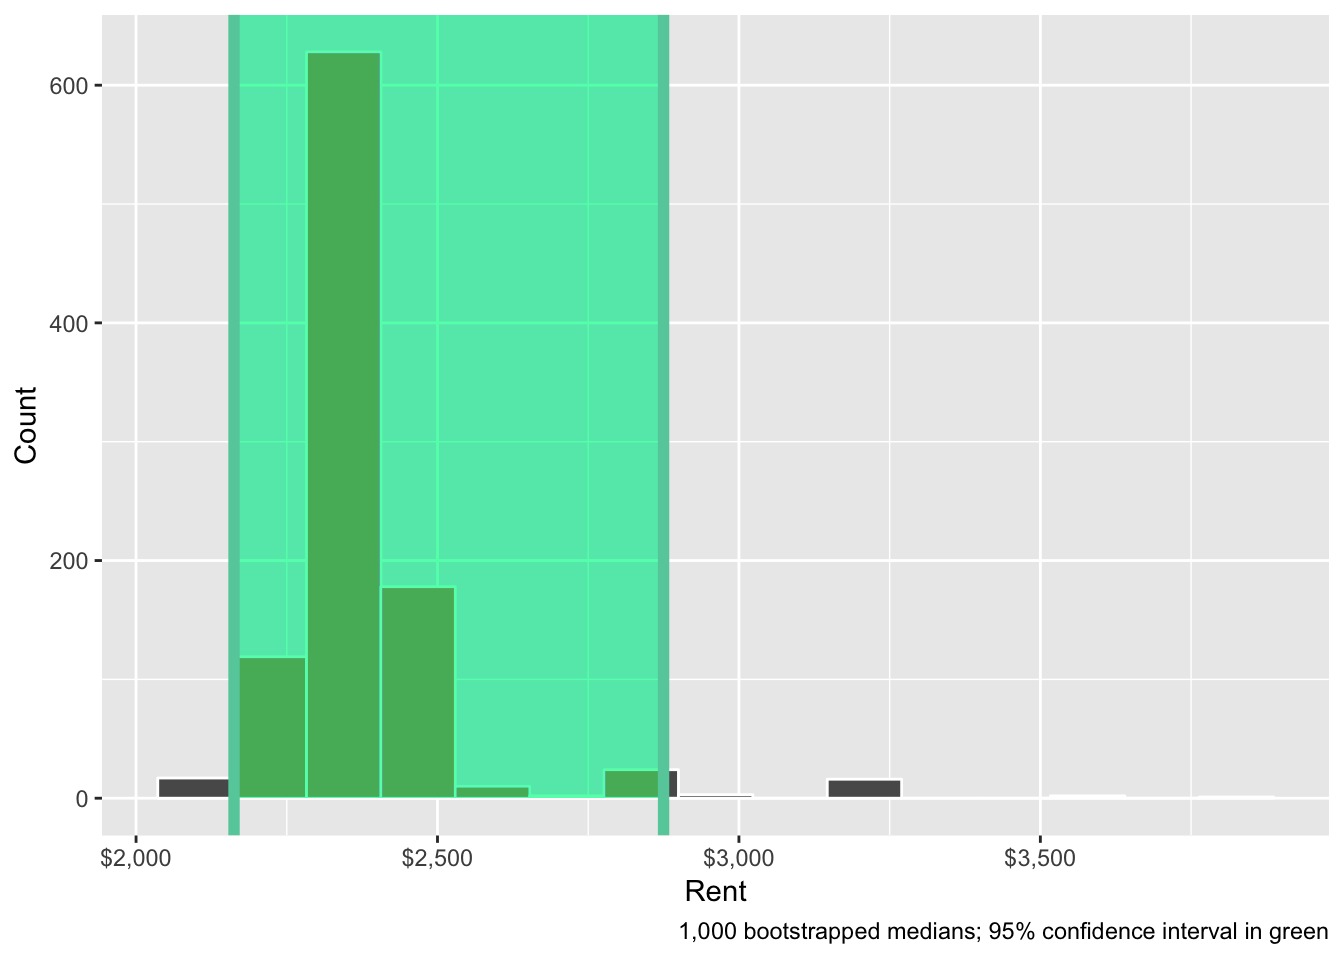 600
400
200
0
Count
$2,000 $2,500 $3,000 $3,500
Rent
1,000 bootstrapped medians; 95% confidence interval in green